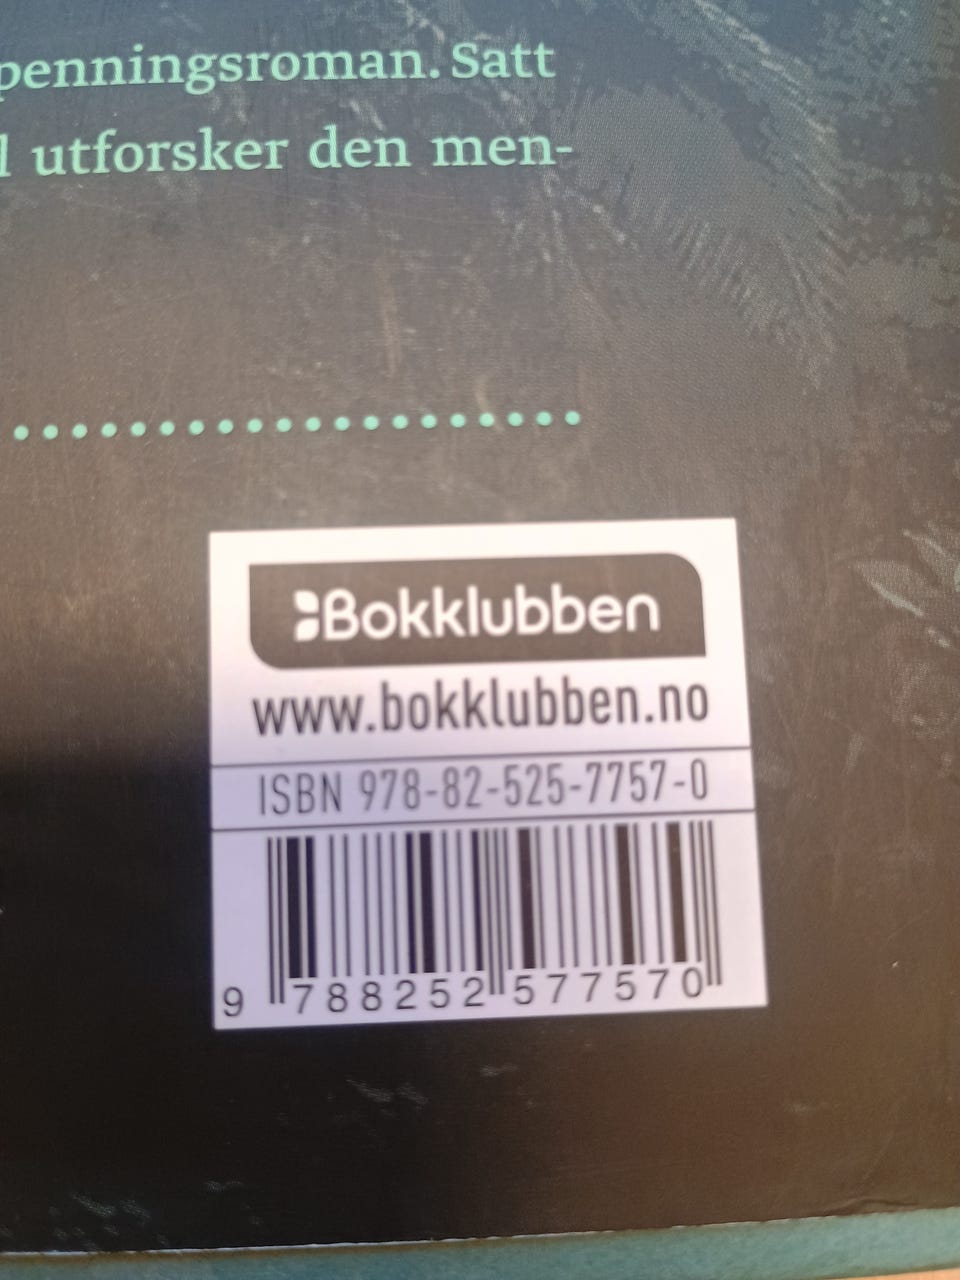 penningsroman. Satt
l utforsker den men-
Bokklubben
www.bokklubben.no
ISBN 978-82-525-7757-0
9 788252 577570